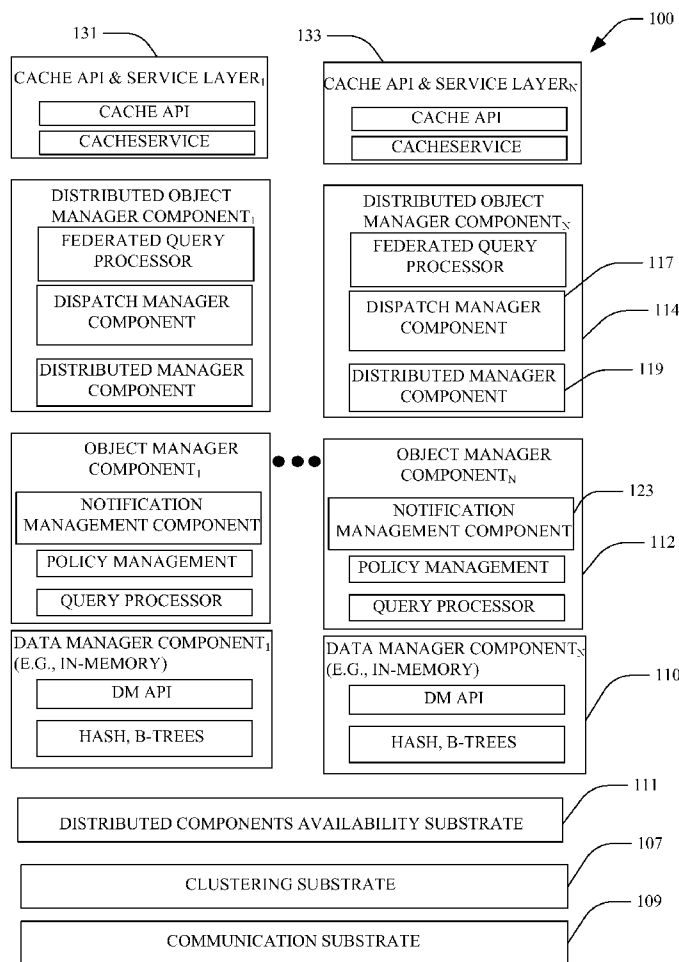 131
133
100
CACHE API & SERVICE LAYER1
CACHE API
CACHESERVICE
CACHE API & SERVICE LAYERN
CACHE API
CACHESERVICE
DISTRIBUTED OBJECT
MANAGER COMPONENT1
FEDERATED QUERY
PROCESSOR
DISPATCH MANAGER
COMPONENT
DISTRIBUTED MANAGER
COMPONENT
DISTRIBUTED OBJECT
MANAGER COMPONENTN
FEDERATED QUERY
PROCESSOR
DISPATCH MANAGER
COMPONENT
DISTRIBUTED MANAGER
COMPONENT
117
114
119
OBJECT MANAGER
COMPONENT1
NOTIFICATION
MANAGEMENT COMPONENT
POLICY MANAGEMENT
QUERY PROCESSOR
OBJECT MANAGER
COMPONENTN
NOTIFICATION
MANAGEMENT COMPONENT
POLICY MANAGEMENT
QUERY PROCESSOR
123
112
DATA MANAGER COMPONENT1
(E.G., IN-MEMORY)
DM API
HASH, B-TREES
DATA MANAGER COMPONENTN
(E.G., IN-MEMORY)
DM API
HASH, B-TREES
110
DISTRIBUTED COMPONENTS AVAILABILITY SUBSTRATE
111
CLUSTERING SUBSTRATE
107
COMMUNICATION SUBSTRATE
109